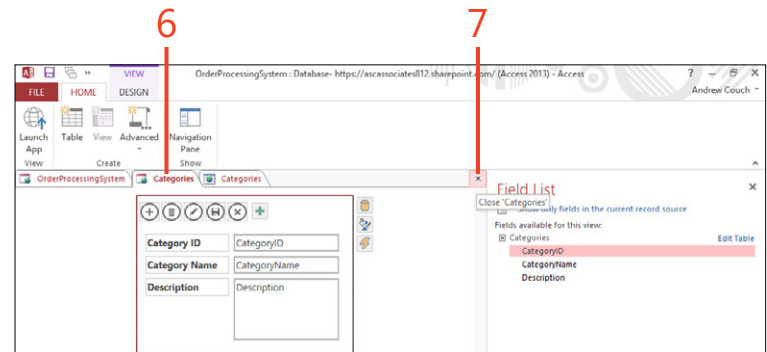 6 7
VIEW OrderProcessingSystem : Database- https://ascassociates812.sharepoint.com/ (Access 2013) - Access ?
FILE HOME DESIGN Andrew Couch
Launch App Table View Advanced Navigation Pane
View Create Show
OrderProcessingSystem Categories Categories
Field List
Close 'Categories'
Show only fields in the current record source
Fields available for this view:
Categories Edit Table
CategoryID
CategoryName
Description
Category ID CategoryID
Category Name CategoryName
Description Description